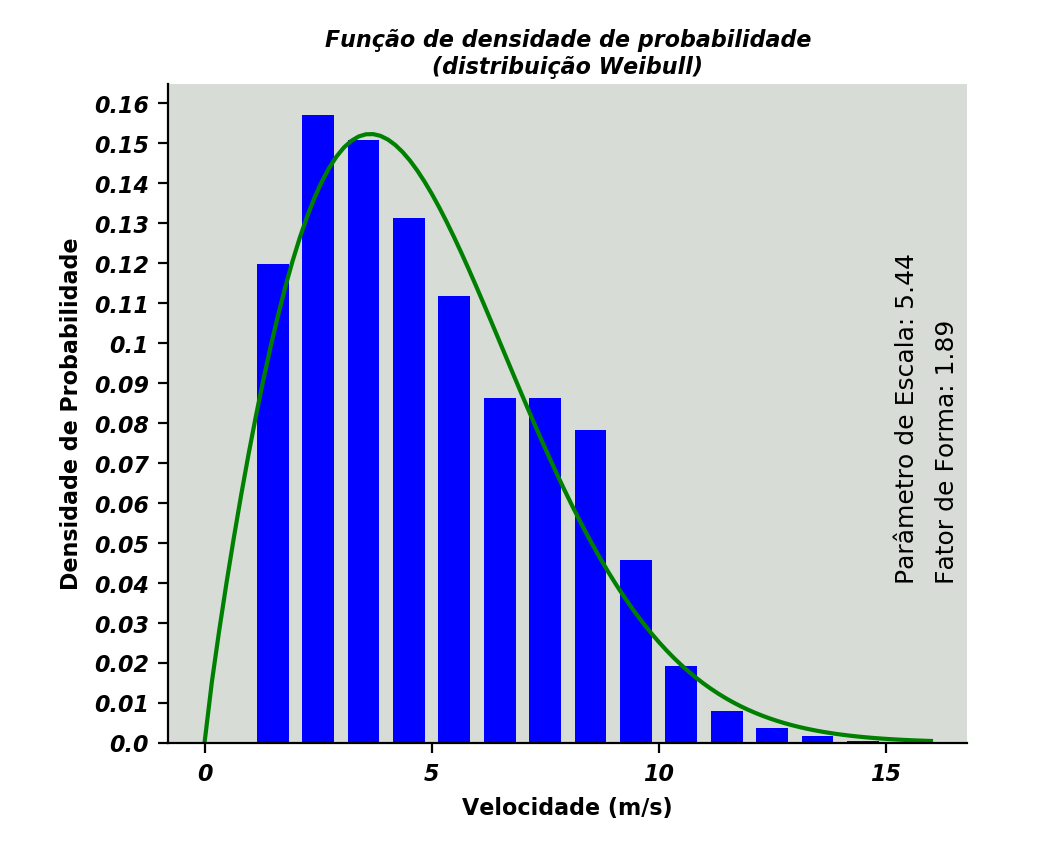 Função de densidade de probabilidade
(distribuição Weibull)
Densidade de Probabilidade
0.16
0.15
0.14
0.13
0.12
0.11
0.1
0.09
0.08
0.07
0.06
0.05
0.04
0.03
0.02
0.01
0.0
Parâmetro de Escala: 5.44
Fator de Forma: 1.89
0 5 10 15
Velocidade (m/s)